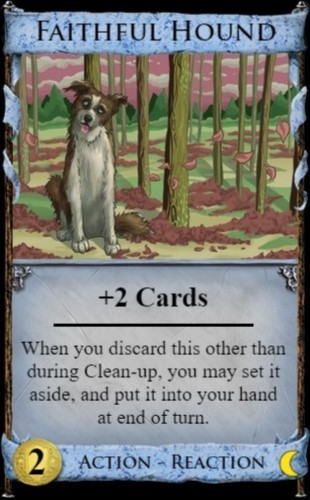 FAITHFUL HOUND
+2 Cards
When you discard this other than
during Clean-up, you may set it
aside, and put it into your hand
at end of turn.
2 ACTION - REACTION